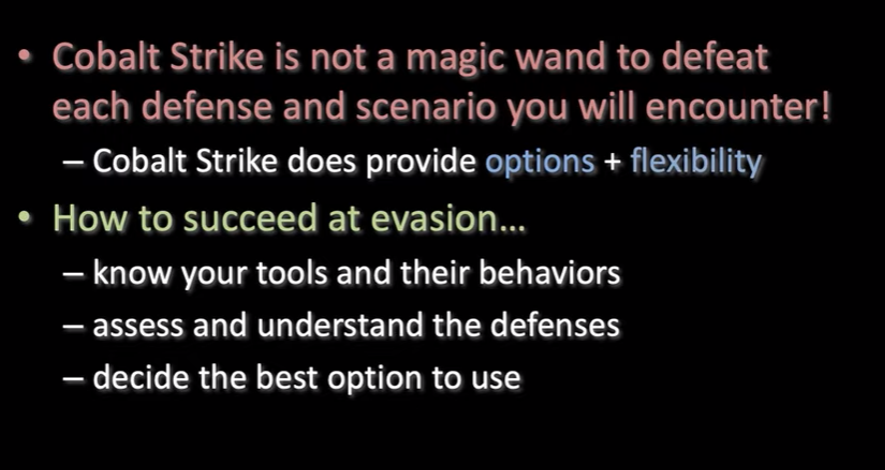 • Cobalt Strike is not a magic wand to defeat
each defense and scenario you will encounter!
– Cobalt Strike does provide options + flexibility
• How to succeed at evasion...
– know your tools and their behaviors
– assess and understand the defenses
– decide the best option to use